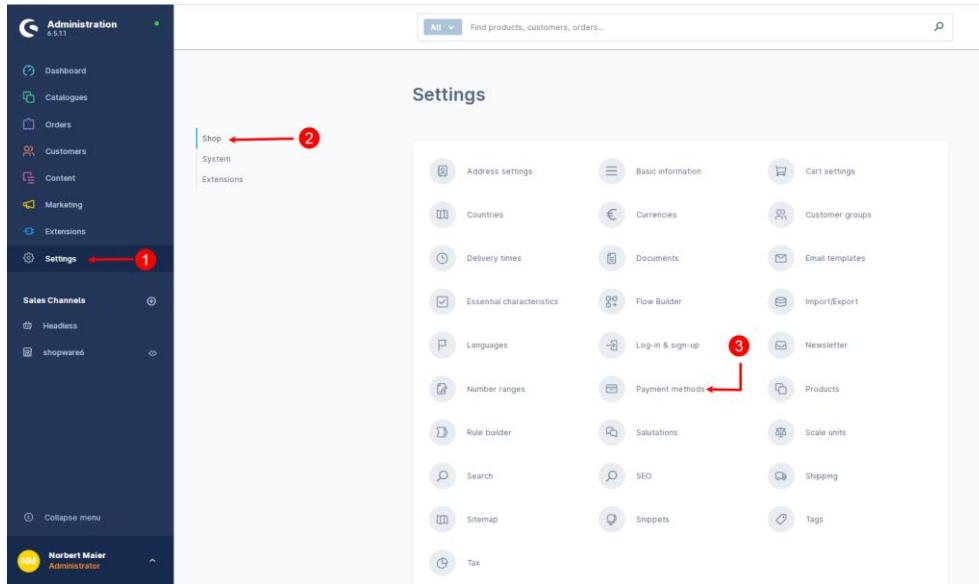 Administration
6.5.1.1
All
Find products, customers, orders...
Dashboard
Catalogues
Orders
Customers
Content
Marketing
Extensions
Settings
1
Sales Channels
Headless
shopware6
Collapse menu
NM
Norbert Maier
Administrator
Shop
2
System
Extensions
Settings
Address settings
Basic information
Cart settings
Countries
Currencies
Customer groups
Delivery times
Documents
Email templates
Essential characteristics
Flow Builder
Import/Export
Languages
Log-in & sign-up
3
Newsletter
Number ranges
Payment methods
Products
Rule builder
Salutations
Scale units
Search
SEO
Shipping
Sitemap
Snippets
Tags
Tax